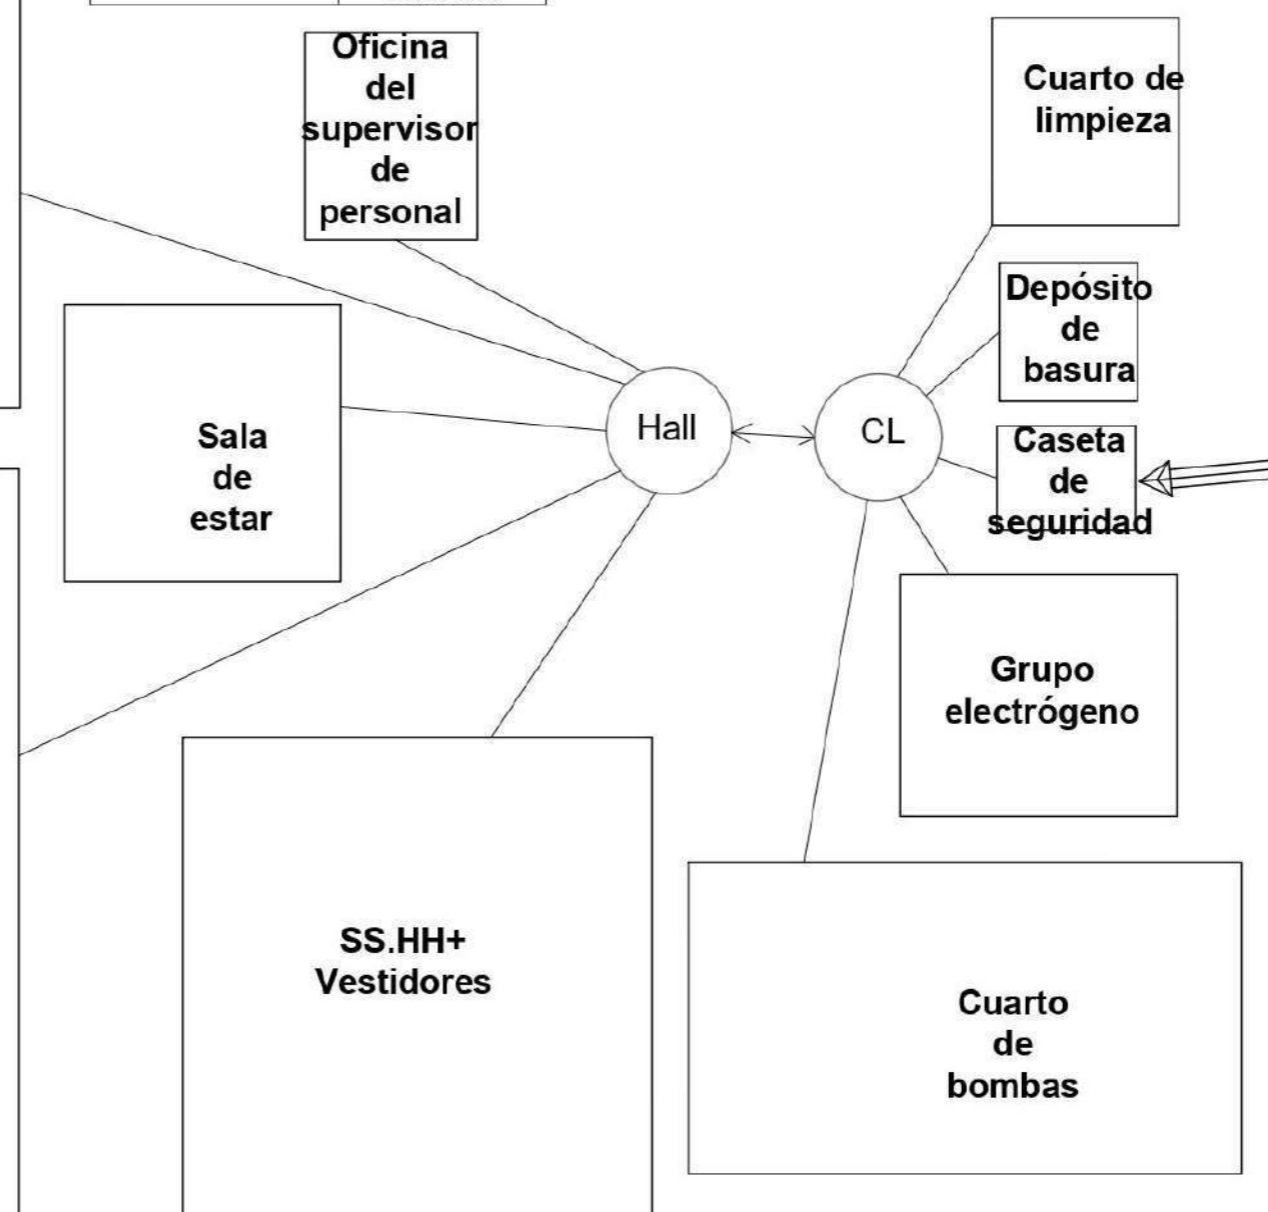 Oficina
del
supervisor
de
personal
Cuarto de
limpieza
Depósito
de
basura
Hall
CL
Sala
de
estar
Caseta
de
seguridad
Grupo
electrógeno
SS.HH+
Vestidores
Cuarto
de
bombas